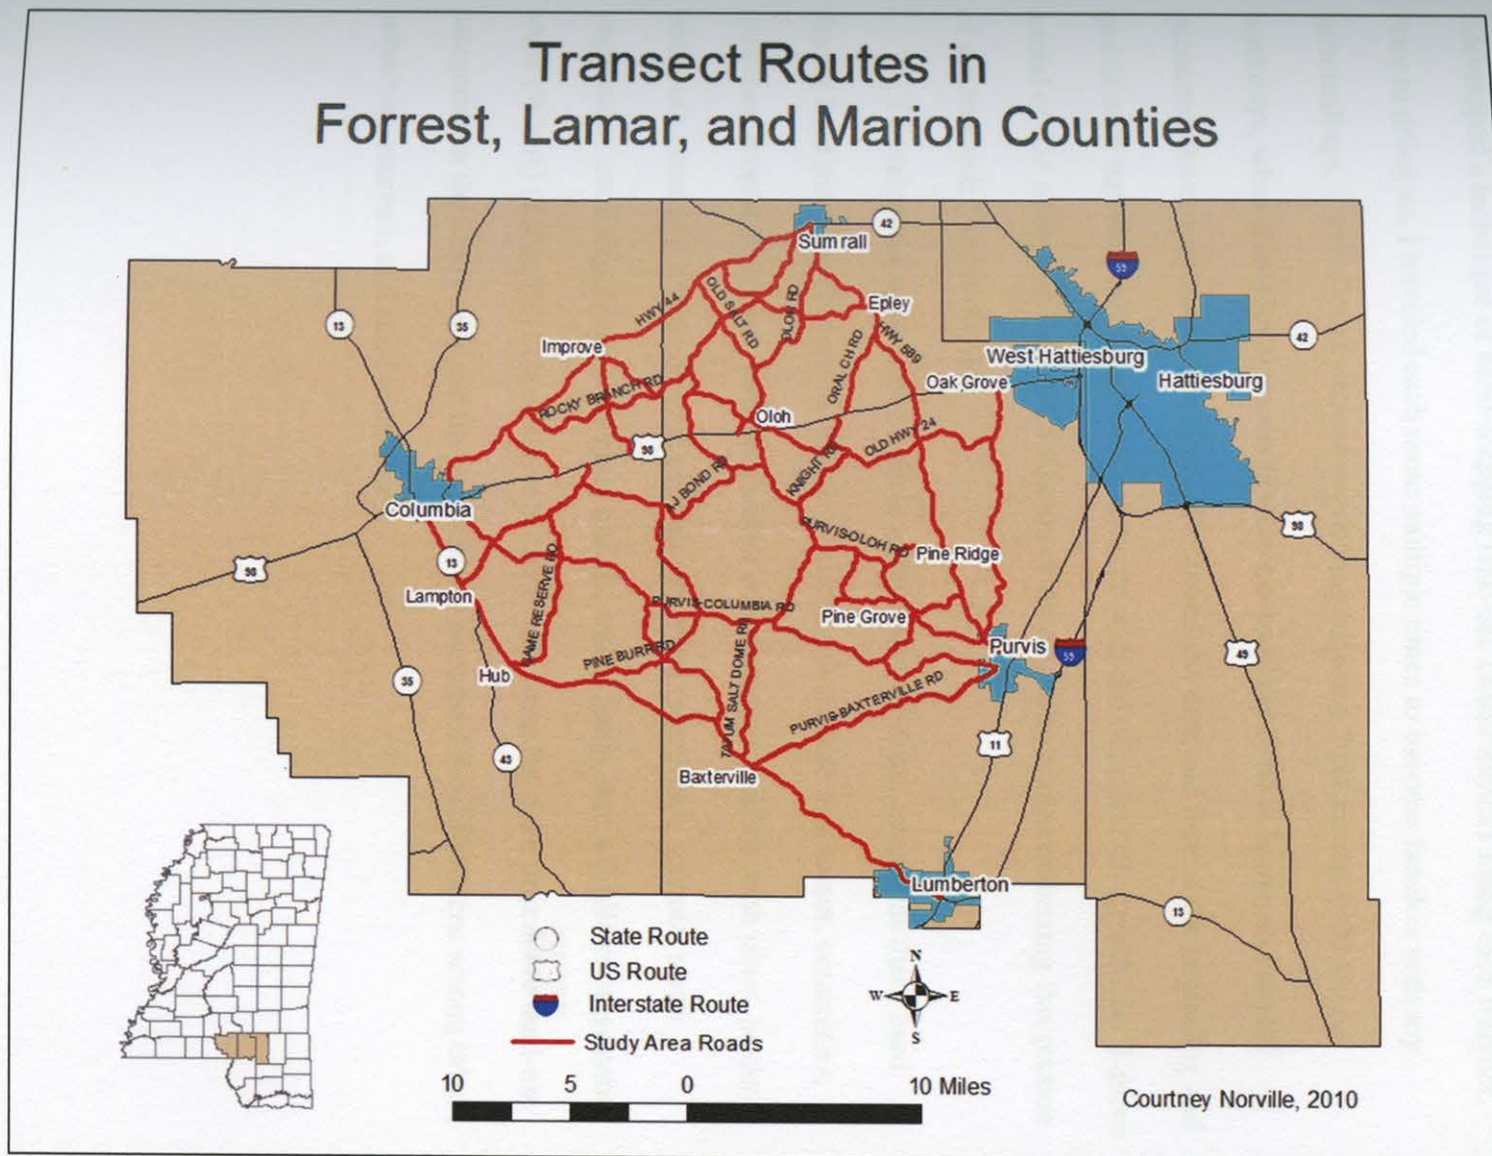 Transect Routes in
Forrest, Lamar, and Marion Counties
Sumrall
42
55
Epley
HWY 44
OLD SALT RD
OLOH RD
13
35
Improve
HWY 589
42
West Hattiesburg
ORAL CH RD
Oak Grove
Hattiesburg
ROCKY BRANCH RD
Oloh
98
OLD HWY 24
KNIGHT RD
AJ BOND RD
Columbia
98
PURVIS-OLOH RD
Pine Ridge
13
98
Lampton
GAME RESERVE RD
PURVIS-COLUMBIA RD
Pine Grove
Purvis
59
49
PINE BURR RD
Hub
35
TATUM SALT DOME RD
PURVIS-BAXTERVILLE RD
11
43
Baxterville
Lumberton
13
State Route
US Route
Interstate Route
Study Area Roads
N
W E
S
10 5 0 10 Miles
Courtney Norville, 2010